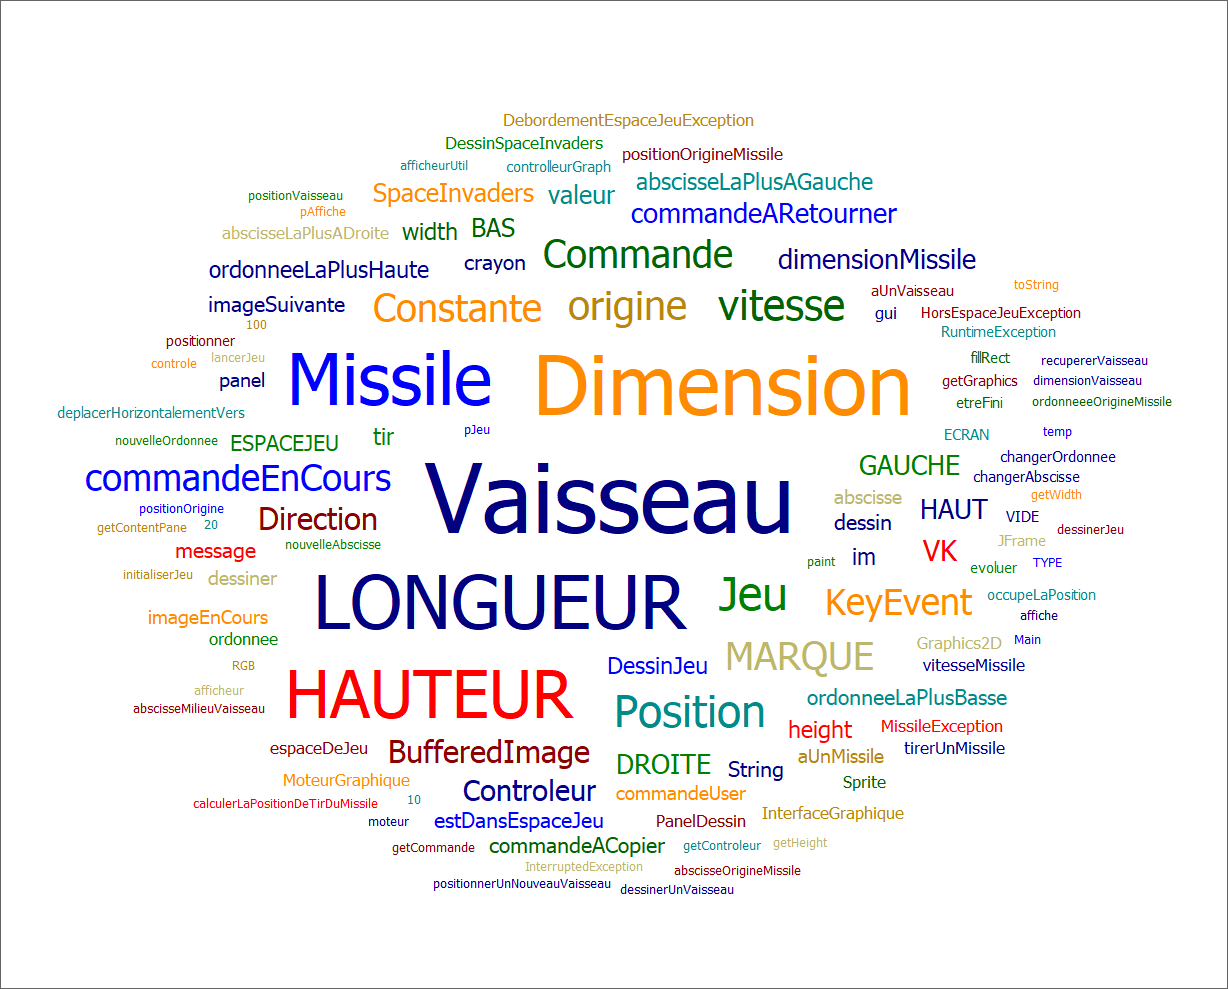 DebordementEspaceJeuException
DessinSpaceInvaders
positionOrigineMissile
afficheurUtil
controlleurGraph
abscisseLaPlusAGauche
positionVaisseau
SpaceInvaders
valeur
pAffiche
commandeARetourner
abscisseLaPlusADroite
width
BAS
Commande
dimensionMissile
ordonneeLaPlusHaute
crayon
imageSuivante
Constante
origine
vitesse
aUnVaisseau
toString
gui
HorsEspaceJeuException
100
RuntimeException
positionner
lancerJeu
controle
panel
Missile
Dimension
fillRect
recupererVaisseau
getGraphics
dimensionVaisseau
etreFini
ordonneeeOrigineMissile
deplacerHorizontalementVers
nouvelleOrdonnee
ESPACEJEU
tir
pJeu
ECRAN
temp
changerOrdonnee
GAUCHE
changerAbscisse
commandeEnCours
Vaisseau
abscisse
getWidth
positionOrigine
HAUT
VIDE
getContentPane
20
Direction
dessin
dessinerJeu
nouvelleAbscisse
message
im
VK
JFrame
paint
evoluer
TYPE
initialiserJeu
dessiner
LONGUEUR
Jeu
KeyEvent
occupeLaPosition
imageEnCours
affiche
ordonnee
MARQUE
Graphics2D
Main
RGB
DessinJeu
vitesseMissile
afficheur
HAUTEUR
Position
ordonneeLaPlusBasse
abscisseMilieuVaisseau
height
MissileException
espaceDeJeu
BufferedImage
aUnMissile
tirerUnMissile
MoteurGraphique
DROITE
String
Sprite
calculerLaPositionDeTirDuMissile
10
Controleur
commandeUser
moteur
estDansEspaceJeu
PanelDessin
InterfaceGraphique
getCommande
commandeACopier
getControleur
getHeight
InterruptedException
abscisseOrigineMissile
positionnerUnNouveauVaisseau
dessinerUnVaisseau